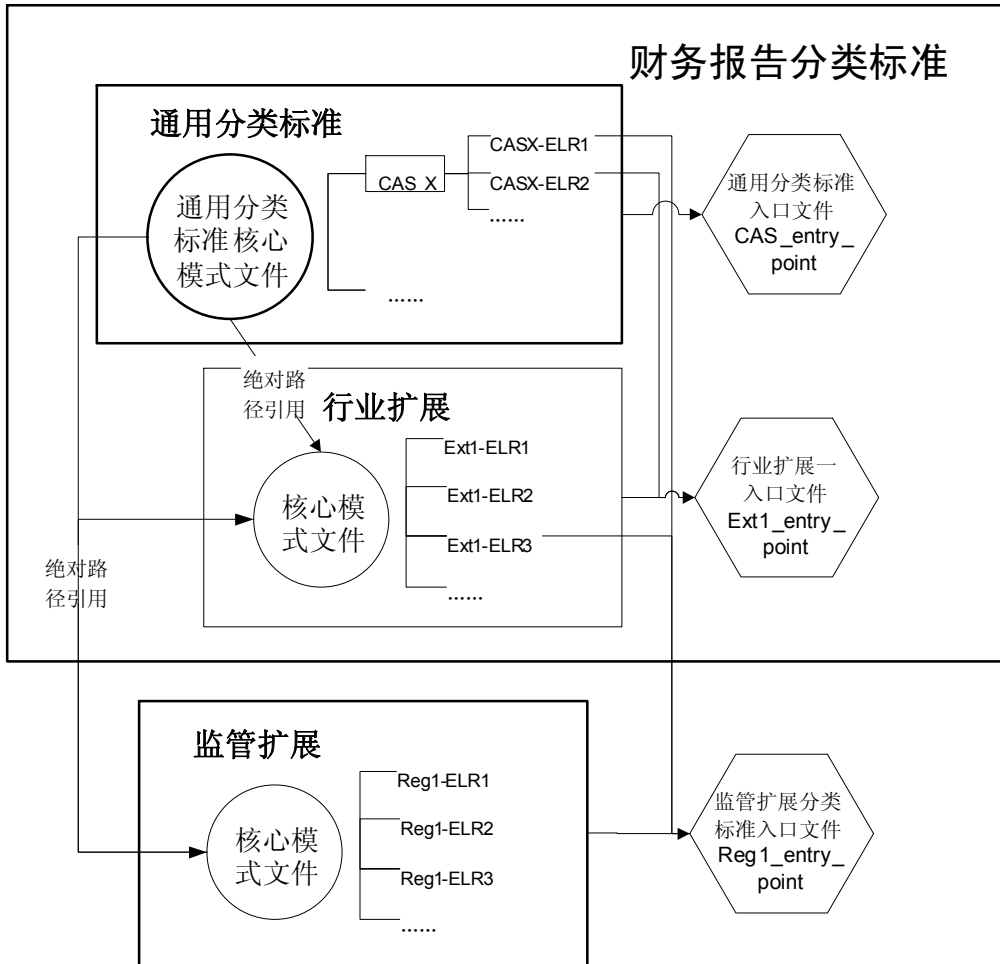 财务报告分类标准
通用分类标准
通用分类
标准核心
模式文件
CAS_X
CASX-ELR1
CASX-ELR2
......
......
通用分类标准
入口文件
CAS_entry_
point
绝对路
径引用
行业扩展
核心模
式文件
Ext1-ELR1
Ext1-ELR2
Ext1-ELR3
......
行业扩展一
入口文件
Ext1_entry_
point
绝对路
径引用
监管扩展
核心模
式文件
Reg1-ELR1
Reg1-ELR2
Reg1-ELR3
......
监管扩展分类
标准入口文件
Reg1_entry_
point